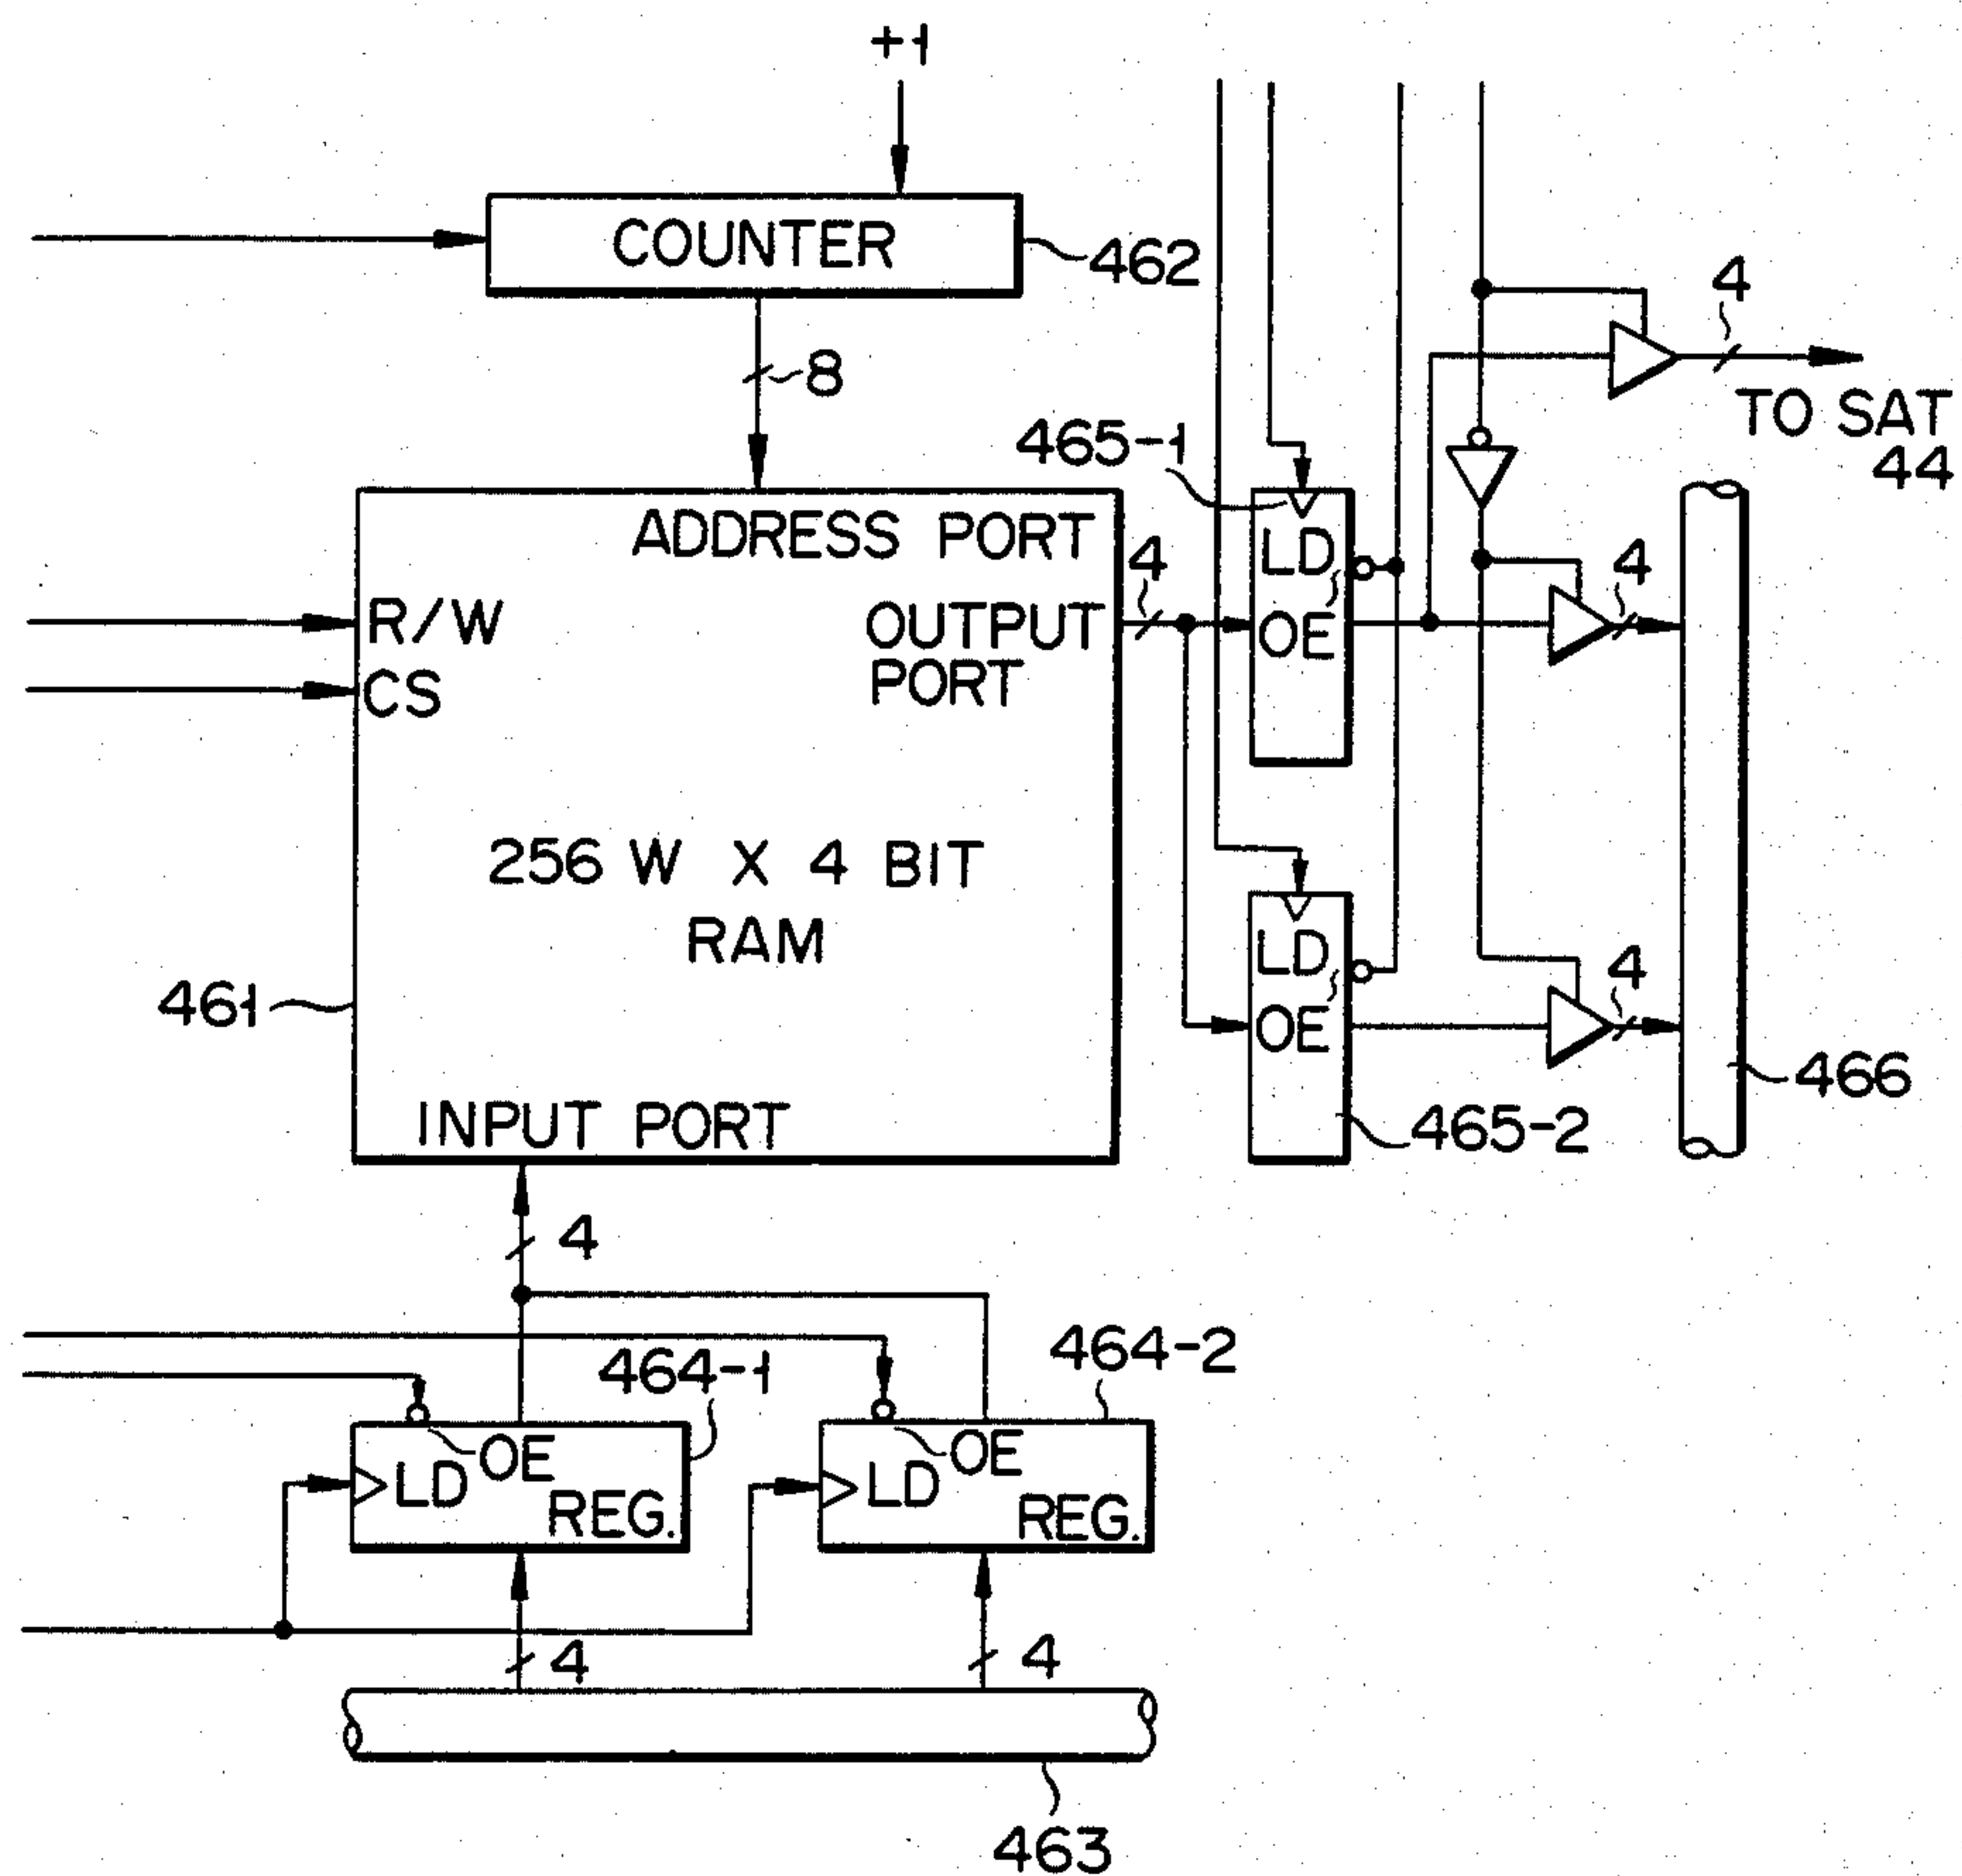 +1
COUNTER
462
8
4
TO SAT
44
465-1
ADDRESS PORT
4
LD
4
R/W
OUTPUT
PORT
OE
CS
256 W X 4 BIT
RAM
LD
4
461
OE
466
INPUT PORT
465-2
4
464-1
464-2
OE
LD
REG.
OE
LD
REG.
4
4
463